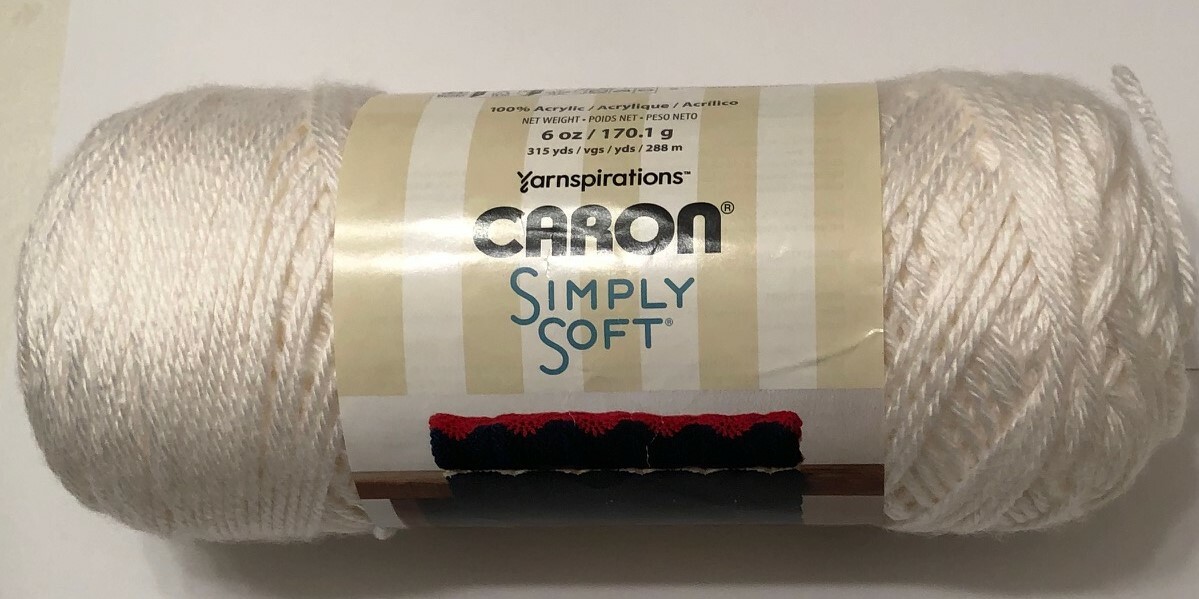 100% Acrylic / Acrylique / Acrílico
NET WEIGHT • POIDS NET • PESO NETO
6 oz / 170.1 g
315 yds / vgs / yds / 288 m
Yarnspirations™
CARON®
SIMPLY
SOFT®